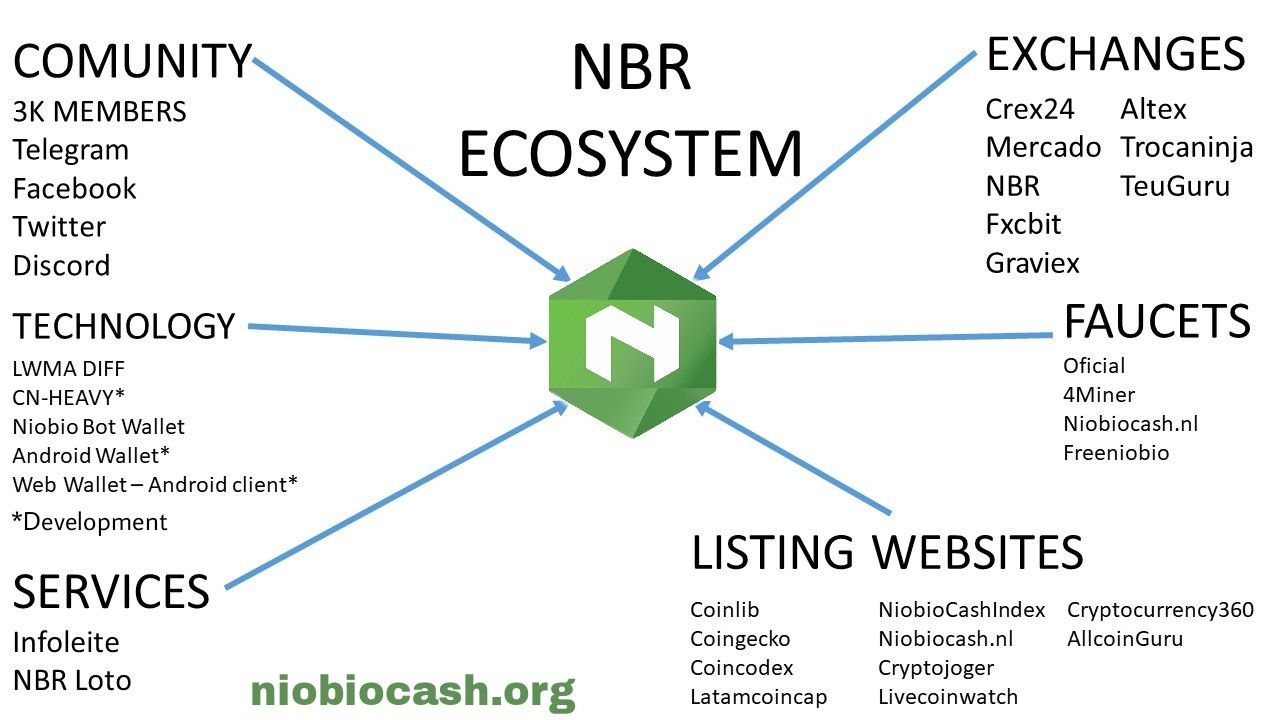 NBR
ECOSYSTEM
COMUNITY
3K MEMBERS
Telegram
Facebook
Twitter
Discord
TECHNOLOGY
LWMA DIFF
CN-HEAVY*
Niobio Bot Wallet
Android Wallet*
Web Wallet – Android client*
*Development
SERVICES
Infoleite
NBR Loto
niobiocash.org
EXCHANGES
Crex24
Mercado
NBR
Fxcbit
Graviex
Altex
Trocaninja
TeuGuru
FAUCETS
Oficial
4Miner
Niobiocash.nl
Freeniobio
LISTING WEBSITES
Coinlib
Coingecko
Coincodex
Latamcoincap
NiobioCashIndex
Niobiocash.nl
Cryptojoger
Livecoinwatch
Cryptocurrency360
AllcoinGuru
N